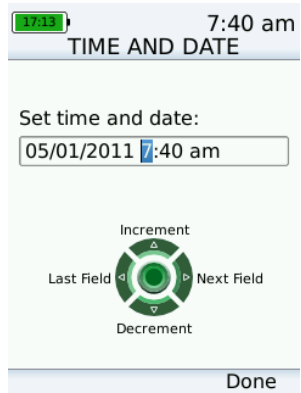 17:13 7:40 am
TIME AND DATE
Set time and date:
05/01/2011 7:40 am
Increment
Last Field Next Field
Decrement
Done